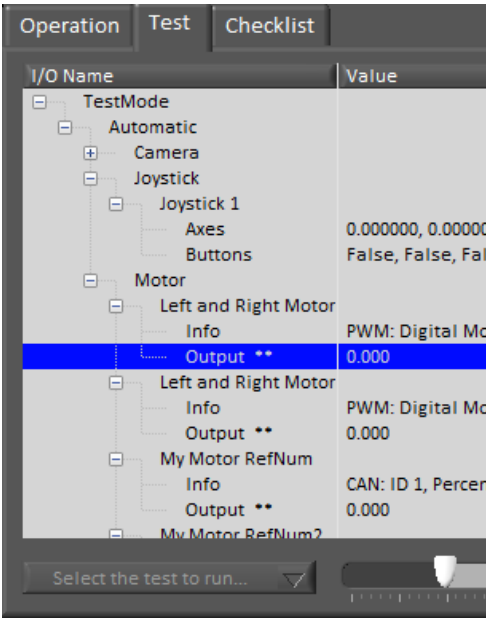 Operation Test Checklist
I/O Name Value
TestMode
Automatic
Camera
Joystick
Joystick 1
Axes 0.000000, 0.00000
Buttons False, False, Fal
Motor
Left and Right Motor
Info PWM: Digital Mo
Output ** 0.000
Left and Right Motor
Info PWM: Digital Mo
Output ** 0.000
My Motor RefNum
Info CAN: ID 1, Percen
Output ** 0.000
My Motor RefNum2
Select the test to run...